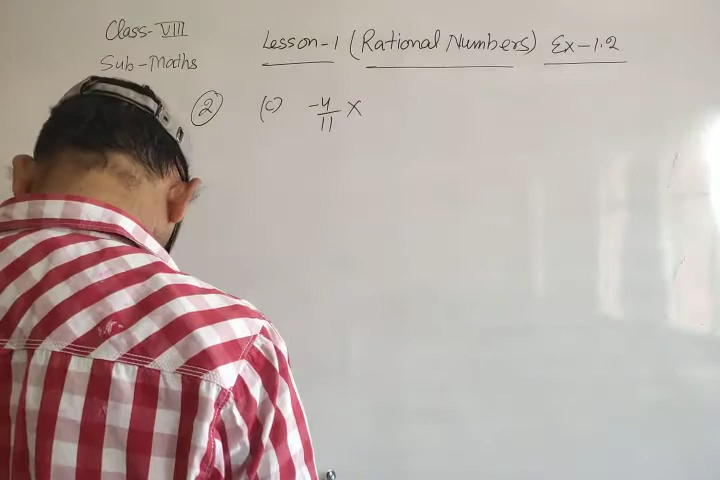 Class-VIII
Sub-Maths
Lesson-1 (Rational Numbers) Ex-1.2
② (c) -4/11 ×